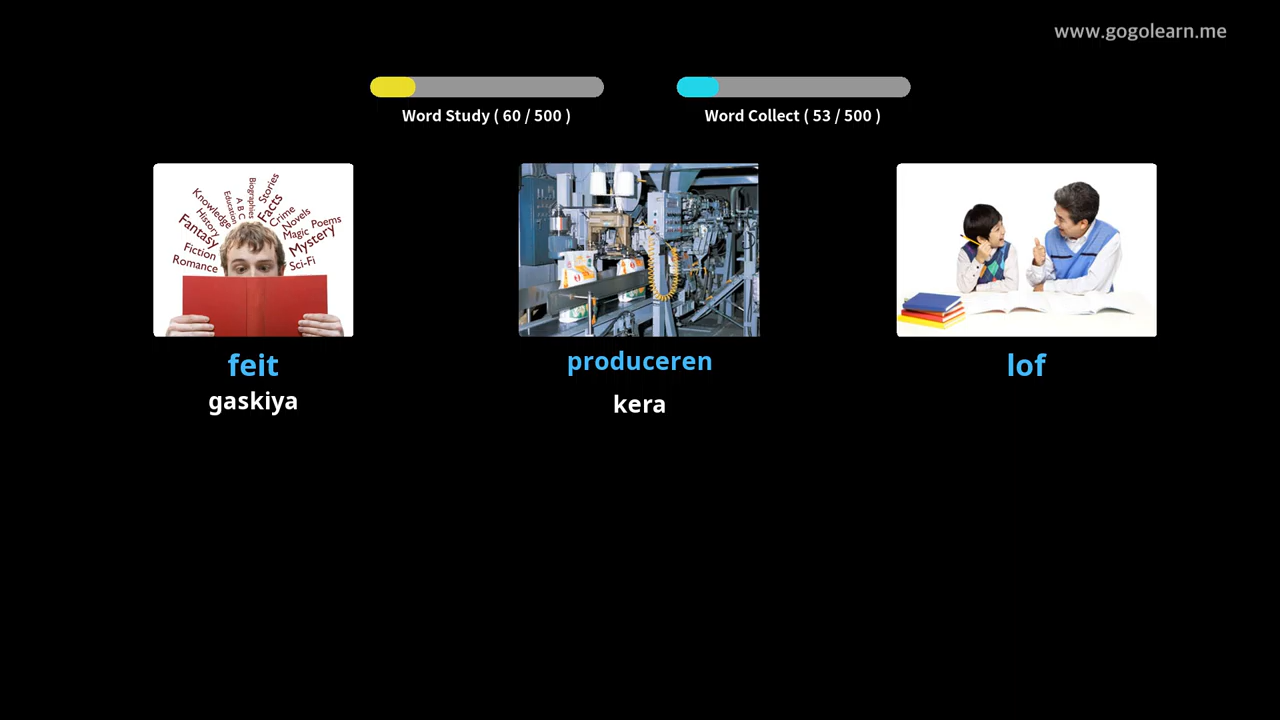 www.gogolearn.me
Word Study ( 60 / 500 )
Word Collect ( 53 / 500 )
Knowledge
History
Fantasy
Fiction
Romance
Education
A B C
Biographies
Stories
Facts
Crime
Novels
Magic
Poems
Mystery
Sci-Fi
feit
gaskiya
produceren
kera
lof